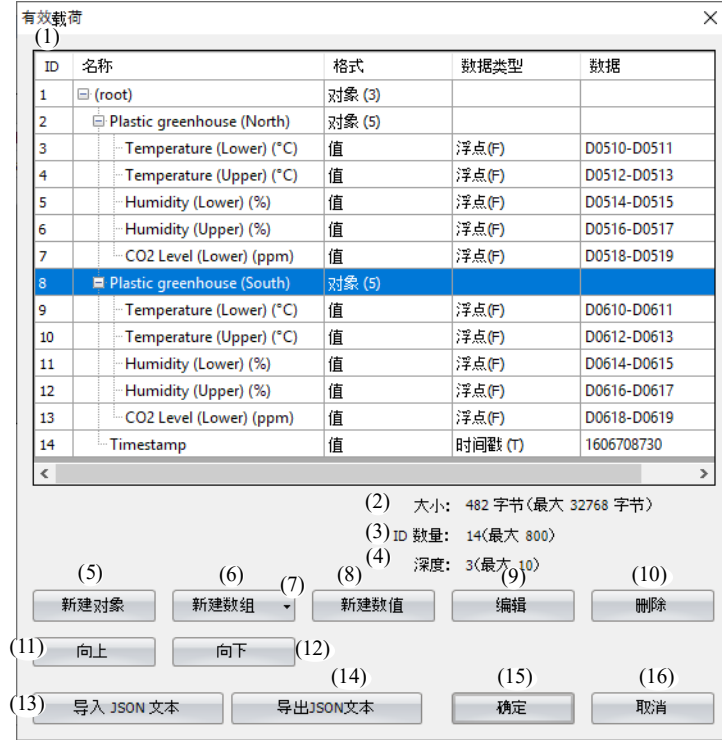 有效载荷
(1)
ID 名称 格式 数据类型 数据
1 (root) 对象 (3)
2 Plastic greenhouse (North) 对象 (5)
3 Temperature (Lower) (°C) 值 浮点(F) D0510-D0511
4 Temperature (Upper) (°C) 值 浮点(F) D0512-D0513
5 Humidity (Lower) (%) 值 浮点(F) D0514-D0515
6 Humidity (Upper) (%) 值 浮点(F) D0516-D0517
7 CO2 Level (Lower) (ppm) 值 浮点(F) D0518-D0519
8 Plastic greenhouse (South) 对象 (5)
9 Temperature (Lower) (°C) 值 浮点(F) D0610-D0611
10 Temperature (Upper) (°C) 值 浮点(F) D0612-D0613
11 Humidity (Lower) (%) 值 浮点(F) D0614-D0615
12 Humidity (Upper) (%) 值 浮点(F) D0616-D0617
13 CO2 Level (Lower) (ppm) 值 浮点(F) D0618-D0619
14 Timestamp 值 时间戳 (T) 1606708730
(2) 大小: 482 字节(最大 32768 字节)
(3) ID 数量: 14(最大 800)
(4) 深度: 3(最大 10)
(5) (6) (7) (8) (9) (10)
新建对象 新建数组 新建数值 编辑 删除
(11) 向上 向下 (12)
(14) (15) (16)
(13) 导入 JSON 文本 导出JSON文本 确定 取消